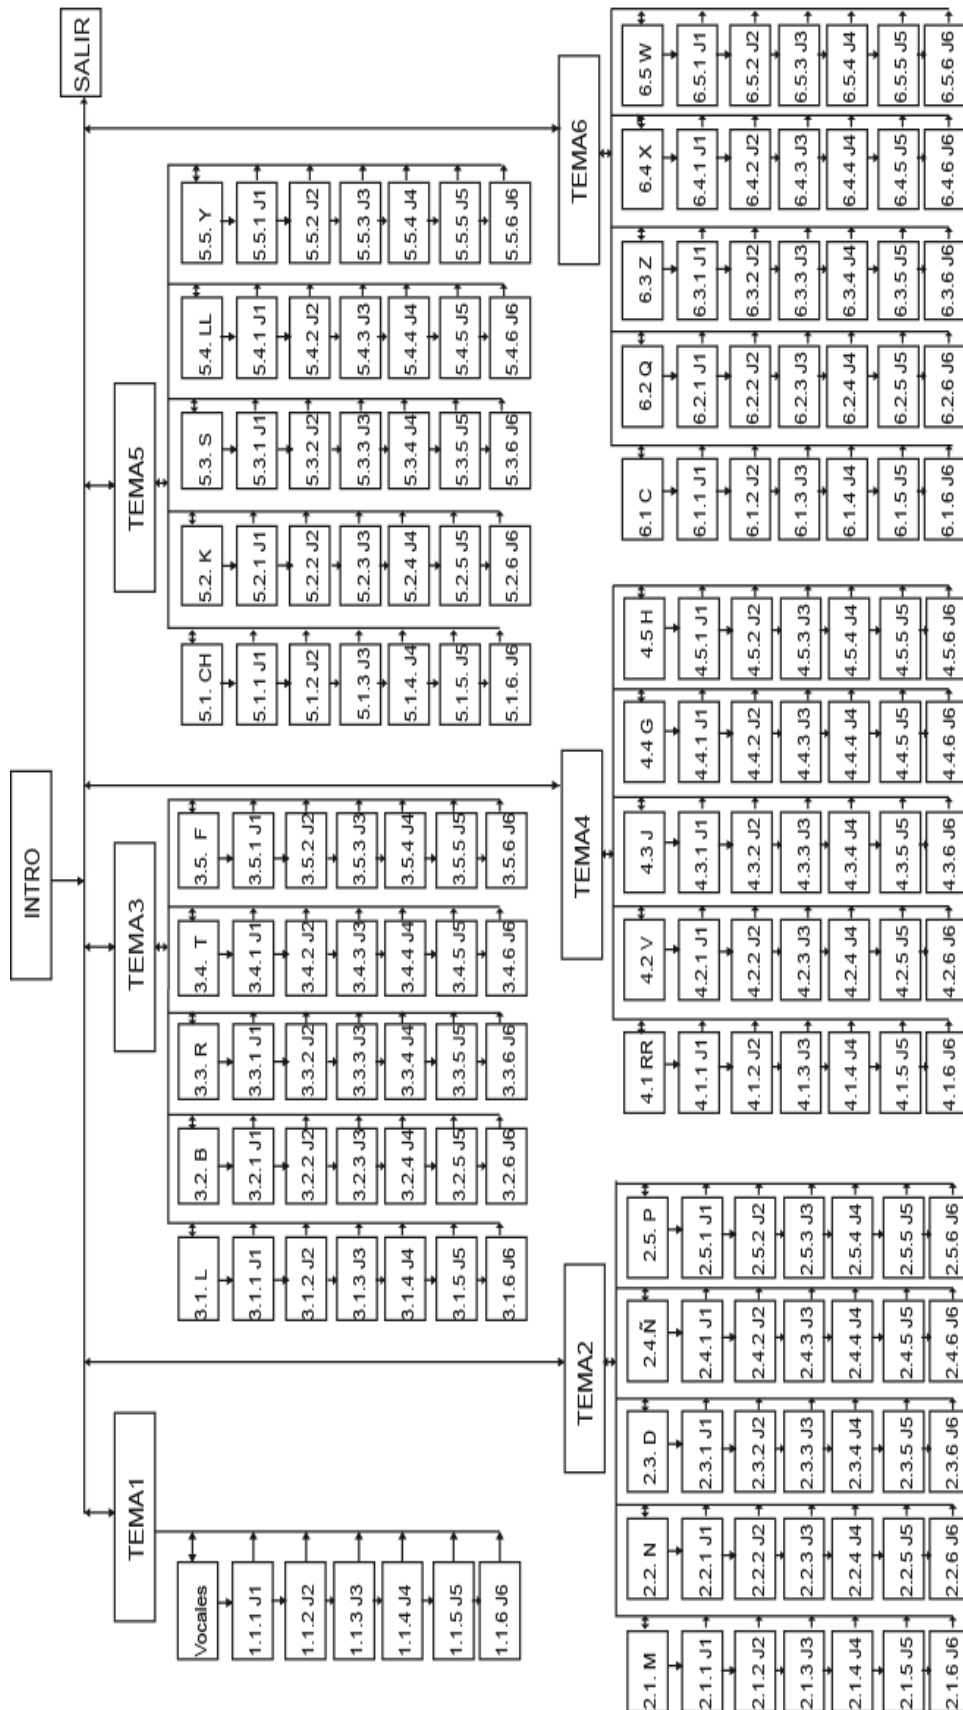 INTRO
SALIR
TEMA1
TEMA3
TEMA5
Vocales
1.1.1 J1
1.1.2 J2
1.1.3 J3
1.1.4 J4
1.1.5 J5
1.1.6 J6
3.1. L
3.1.1 J1
3.1.2 J2
3.1.3 J3
3.1.4 J4
3.1.5 J5
3.1.6 J6
3.2. B
3.2.1 J1
3.2.2 J2
3.2.3 J3
3.2.4 J4
3.2.5 J5
3.2.6 J6
3.3. R
3.3.1 J1
3.3.2 J2
3.3.3 J3
3.3.4 J4
3.3.5 J5
3.3.6 J6
3.4. T
3.4.1 J1
3.4.2 J2
3.4.3 J3
3.4.4 J4
3.4.5 J5
3.4.6 J6
3.5. F
3.5.1 J1
3.5.2 J2
3.5.3 J3
3.5.4 J4
3.5.5 J5
3.5.6 J6
5.1. CH
5.1.1 J1
5.1.2 J2
5.1.3 J3
5.1.4. J4
5.1.5. J5
5.1.6. J6
5.2. K
5.2.1 J1
5.2.2 J2
5.2.3 J3
5.2.4 J4
5.2.5 J5
5.2.6 J6
5.3. S
5.3.1 J1
5.3.2 J2
5.3.3 J3
5.3.4 J4
5.3.5 J5
5.3.6 J6
5.4. LL
5.4.1 J1
5.4.2 J2
5.4.3 J3
5.4.4 J4
5.4.5 J5
5.4.6 J6
5.5. Y
5.5.1 J1
5.5.2 J2
5.5.3 J3
5.5.4 J4
5.5.5 J5
5.5.6 J6
TEMA2
TEMA4
TEMA6
2.1. M
2.1.1 J1
2.1.2 J2
2.1.3 J3
2.1.4 J4
2.1.5 J5
2.1.6 J6
2.2. N
2.2.1 J1
2.2.2 J2
2.2.3 J3
2.2.4 J4
2.2.5 J5
2.2.6 J6
2.3. D
2.3.1 J1
2.3.2 J2
2.3.3 J3
2.3.4 J4
2.3.5 J5
2.3.6 J6
2.4.Ñ
2.4.1 J1
2.4.2 J2
2.4.3 J3
2.4.4 J4
2.4.5 J5
2.4.6 J6
2.5. P
2.5.1 J1
2.5.2 J2
2.5.3 J3
2.5.4 J4
2.5.5 J5
2.5.6 J6
4.1 RR
4.1.1 J1
4.1.2 J2
4.1.3 J3
4.1.4 J4
4.1.5 J5
4.1.6 J6
4.2 V
4.2.1 J1
4.2.2 J2
4.2.3 J3
4.2.4 J4
4.2.5 J5
4.2.6 J6
4.3 J
4.3.1 J1
4.3.2 J2
4.3.3 J3
4.3.4 J4
4.3.5 J5
4.3.6 J6
4.4 G
4.4.1 J1
4.4.2 J2
4.4.3 J3
4.4.4 J4
4.4.5 J5
4.4.6 J6
4.5 H
4.5.1 J1
4.5.2 J2
4.5.3 J3
4.5.4 J4
4.5.5 J5
4.5.6 J6
6.1 C
6.1.1 J1
6.1.2 J2
6.1.3 J3
6.1.4 J4
6.1.5 J5
6.1.6 J6
6.2 Q
6.2.1 J1
6.2.2 J2
6.2.3 J3
6.2.4 J4
6.2.5 J5
6.2.6 J6
6.3 Z
6.3.1 J1
6.3.2 J2
6.3.3 J3
6.3.4 J4
6.3.5 J5
6.3.6 J6
6.4 X
6.4.1 J1
6.4.2 J2
6.4.3 J3
6.4.4 J4
6.4.5 J5
6.4.6 J6
6.5 W
6.5.1 J1
6.5.2 J2
6.5.3 J3
6.5.4 J4
6.5.5 J5
6.5.6 J6